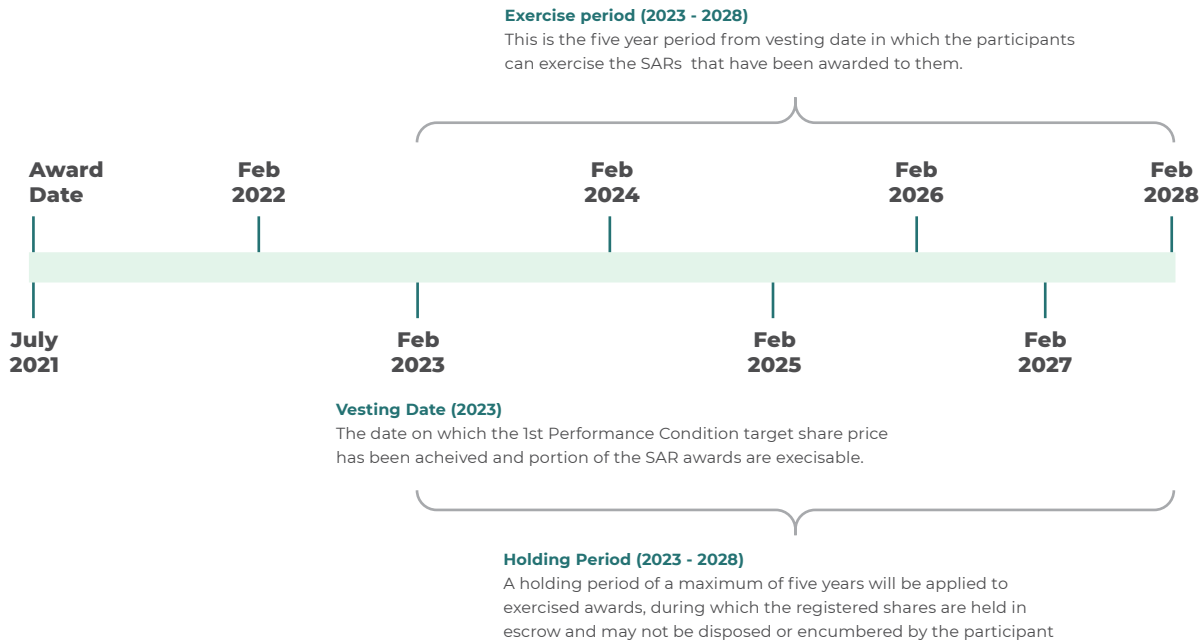 Exercise period (2023 - 2028)
This is the five year period from vesting date in which the participants
can exercise the SARs  that have been awarded to them.
Award
Date
Feb
2022
Feb
2024
Feb
2026
Feb
2028
July
2021
Feb
2023
Feb
2025
Feb
2027
Vesting Date (2023)
The date on which the 1st Performance Condition target share price
has been acheived and portion of the SAR awards are execisable.
Holding Period (2023 - 2028)
A holding period of a maximum of five years will be applied to
exercised awards, during which the registered shares are held in
escrow and may not be disposed or encumbered by the participant